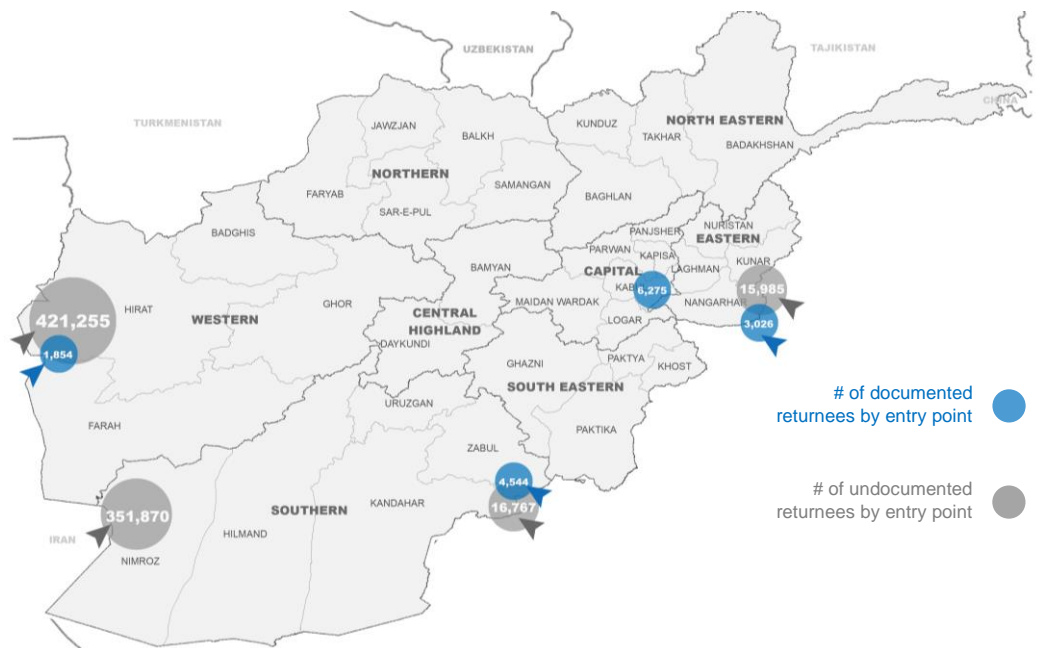 UZBEKISTAN
TAJIKISTAN
CHINA
TURKMENISTAN
JAWZJAN
BALKH
KUNDUZ
TAKHAR
NORTH EASTERN
BADAKHSHAN
NORTHERN
FARYAB
SAMANGAN
BAGHLAN
SAR-E-PUL
BADGHIS
NURISTAN
PANJSHER
EASTERN
PARWAN
KAPISA
KUNAR
BAMYAN
CAPITAL
LAGHMAN
6,275
15,985
HIRAT
GHOR
MAIDAN WARDAK
NANGARHAR
421,255
WESTERN
CENTRAL
HIGHLAND
LOGAR
3,026
1,854
DAYKUNDI
GHAZNI
PAKTYA
KHOST
SOUTH EASTERN
URUZGAN
# of documented
returnees by entry point
FARAH
PAKTIKA
ZABUL
4,544
# of undocumented
returnees by entry point
KANDAHAR
16,767
351,870
SOUTHERN
HILMAND
IRAN
NIMROZ